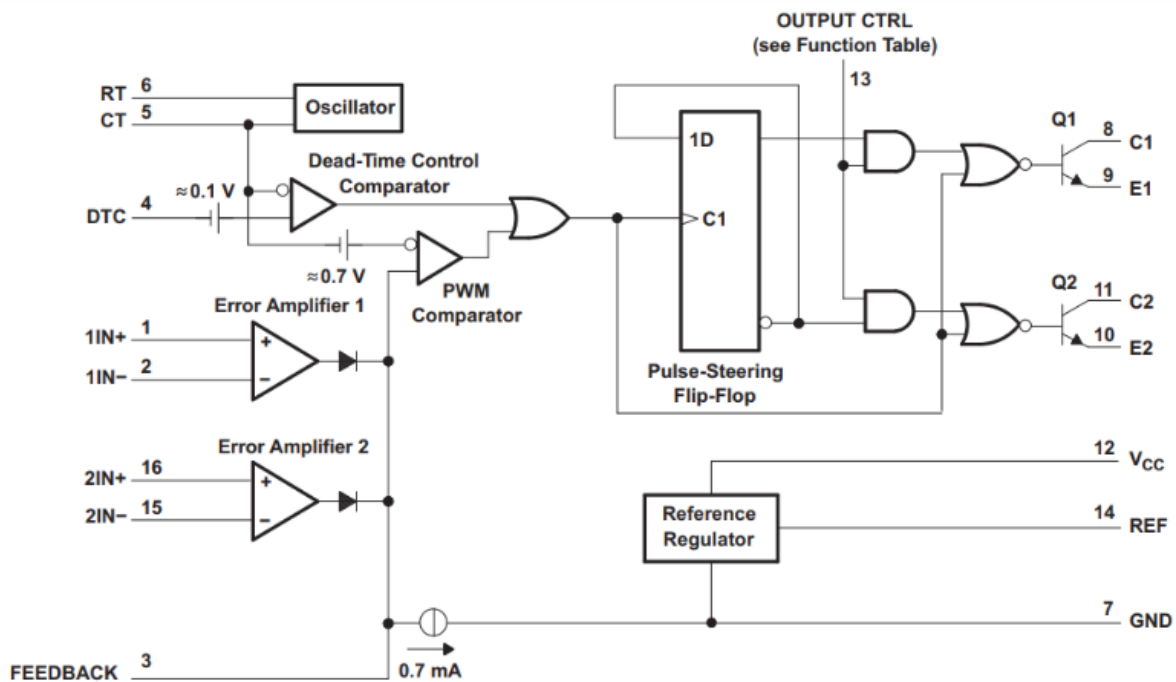 OUTPUT CTRL
(see Function Table)
13
RT 6
CT 5
Oscillator
Dead-Time Control
Comparator
≈0.1 V
DTC 4
≈0.7 V
PWM
Comparator
1D
C1
Pulse-Steering
Flip-Flop
Q1
8 C1
9 E1
Q2
11 C2
10 E2
Error Amplifier 1
1IN+ 1
1IN− 2
+
−
Error Amplifier 2
2IN+ 16
2IN− 15
+
−
12 VCC
Reference
Regulator
14 REF
7 GND
0.7 mA
FEEDBACK 3